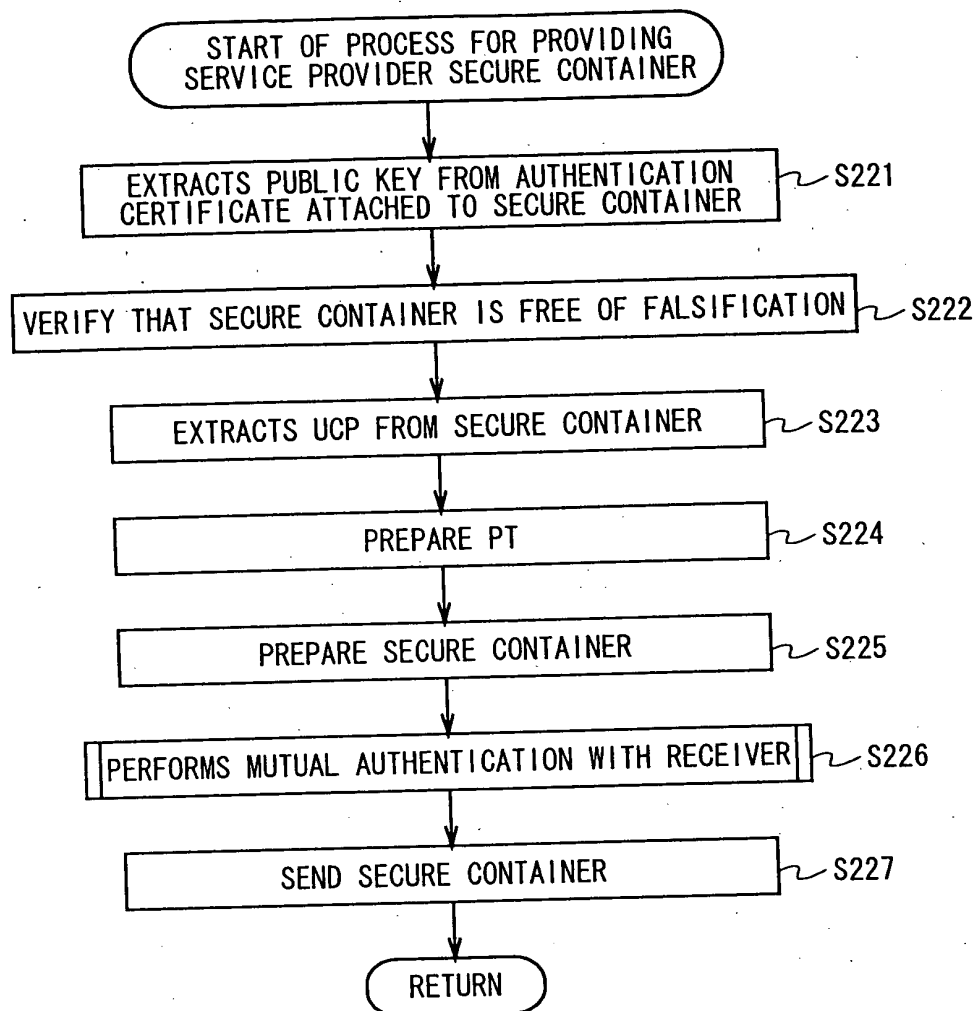 START OF PROCESS FOR PROVIDING
SERVICE PROVIDER SECURE CONTAINER
EXTRACTS PUBLIC KEY FROM AUTHENTICATION
CERTIFICATE ATTACHED TO SECURE CONTAINER
S221
VERIFY THAT SECURE CONTAINER IS FREE OF FALSIFICATION
S222
EXTRACTS UCP FROM SECURE CONTAINER
S223
PREPARE PT
S224
PREPARE SECURE CONTAINER
S225
PERFORMS MUTUAL AUTHENTICATION WITH RECEIVER
S226
SEND SECURE CONTAINER
S227
RETURN